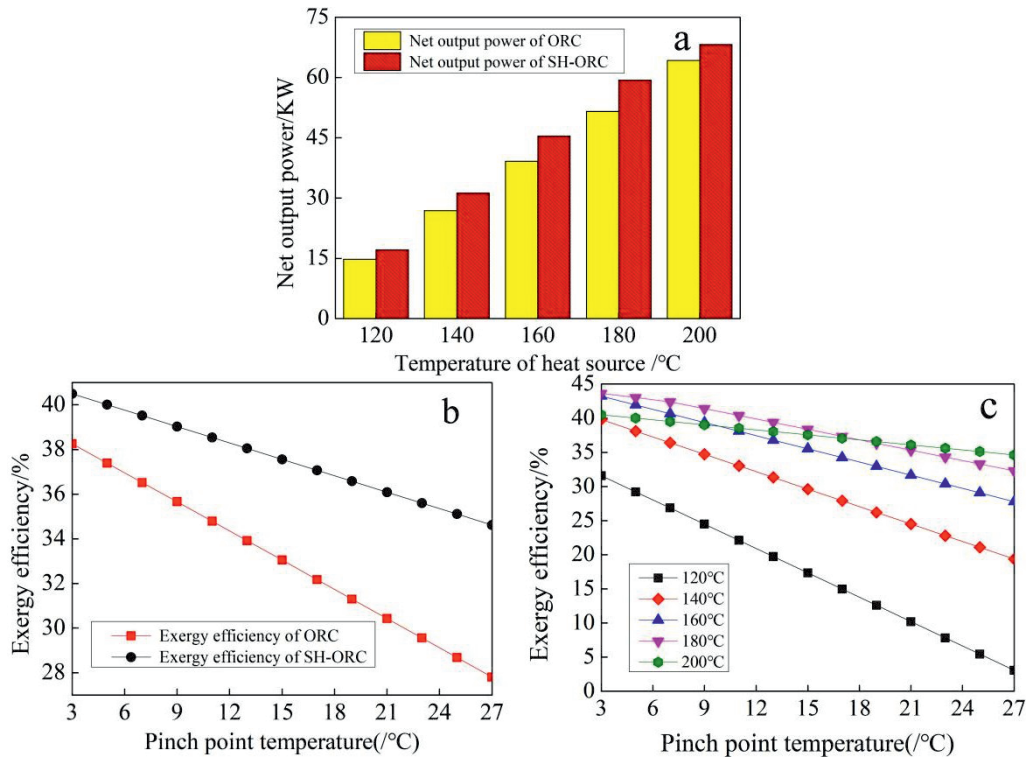 75
60
45
30
15
0
Net output power/KW
Net output power of ORC
Net output power of SH-ORC
a
120 140 160 180 200
Temperature of heat source /°C
40
38
36
34
32
30
28
Exergy efficiency/%
b
Exergy efficiency of ORC
Exergy efficiency of SH-ORC
3 6 9 12 15 18 21 24 27
Pinch point temperature(/°C)
45
40
35
30
25
20
15
10
5
0
Exergy efficiency/%
c
120°C
140°C
160°C
180°C
200°C
3 6 9 12 15 18 21 24 27
Pinch point temperature(/°C)